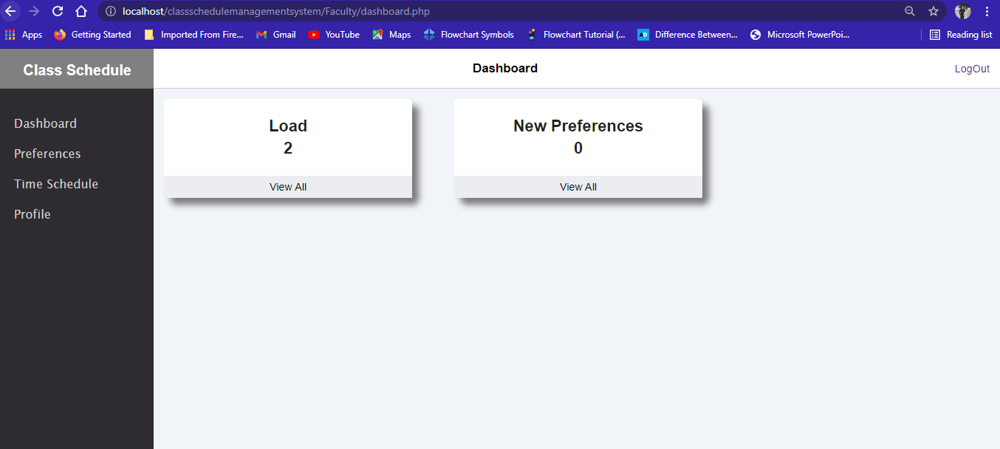 localhost/classschedulemanagementsystem/Faculty/dashboard.php
Apps Getting Started Imported From Fire... Gmail YouTube Maps Flowchart Symbols Flowchart Tutorial (... AD Difference Between... Microsoft PowerPoi... Reading list
Class Schedule Dashboard LogOut
Dashboard
Preferences
Time Schedule
Profile
Load
2
View All
New Preferences
0
View All